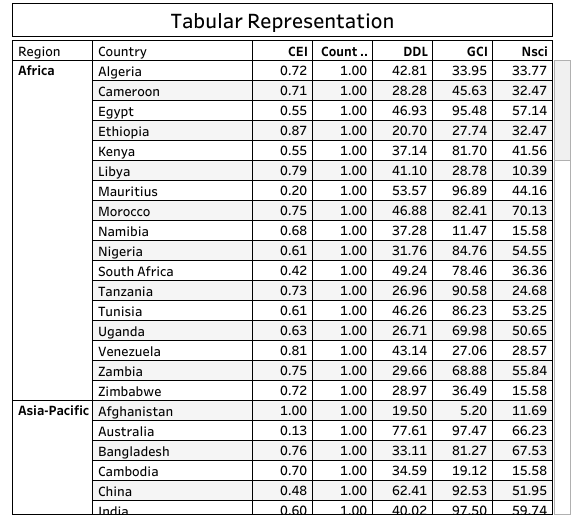 Tabular Representation
Region Country CEI Count .. DDL GCI Nsci
Africa Algeria 0.72 1.00 42.81 33.95 33.77
Cameroon 0.71 1.00 28.28 45.63 32.47
Egypt 0.55 1.00 46.93 95.48 57.14
Ethiopia 0.87 1.00 20.70 27.74 32.47
Kenya 0.55 1.00 37.14 81.70 41.56
Libya 0.79 1.00 41.10 28.78 10.39
Mauritius 0.20 1.00 53.57 96.89 44.16
Morocco 0.75 1.00 46.88 82.41 70.13
Namibia 0.68 1.00 37.28 11.47 15.58
Nigeria 0.61 1.00 31.76 84.76 54.55
South Africa 0.42 1.00 49.24 78.46 36.36
Tanzania 0.73 1.00 26.96 90.58 24.68
Tunisia 0.61 1.00 46.26 86.23 53.25
Uganda 0.63 1.00 26.71 69.98 50.65
Venezuela 0.81 1.00 43.14 27.06 28.57
Zambia 0.75 1.00 29.66 68.88 55.84
Zimbabwe 0.72 1.00 28.97 36.49 15.58
Asia-Pacific Afghanistan 1.00 1.00 19.50 5.20 11.69
Australia 0.13 1.00 77.61 97.47 66.23
Bangladesh 0.76 1.00 33.11 81.27 67.53
Cambodia 0.70 1.00 34.59 19.12 15.58
China 0.48 1.00 62.41 92.53 51.95
India 0.60 1.00 40.02 97.50 59.74